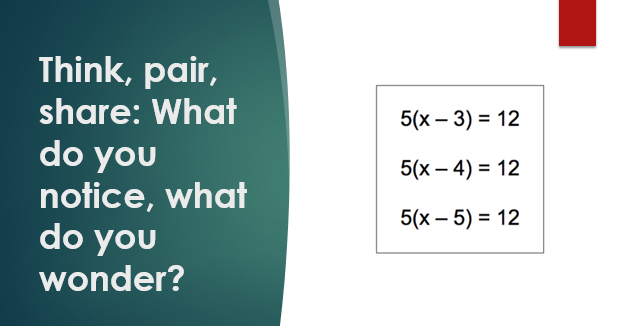 Think, pair,
share: What
do you
notice, what
do you
wonder?
5(x – 3) = 12
5(x – 4) = 12
5(x – 5) = 12